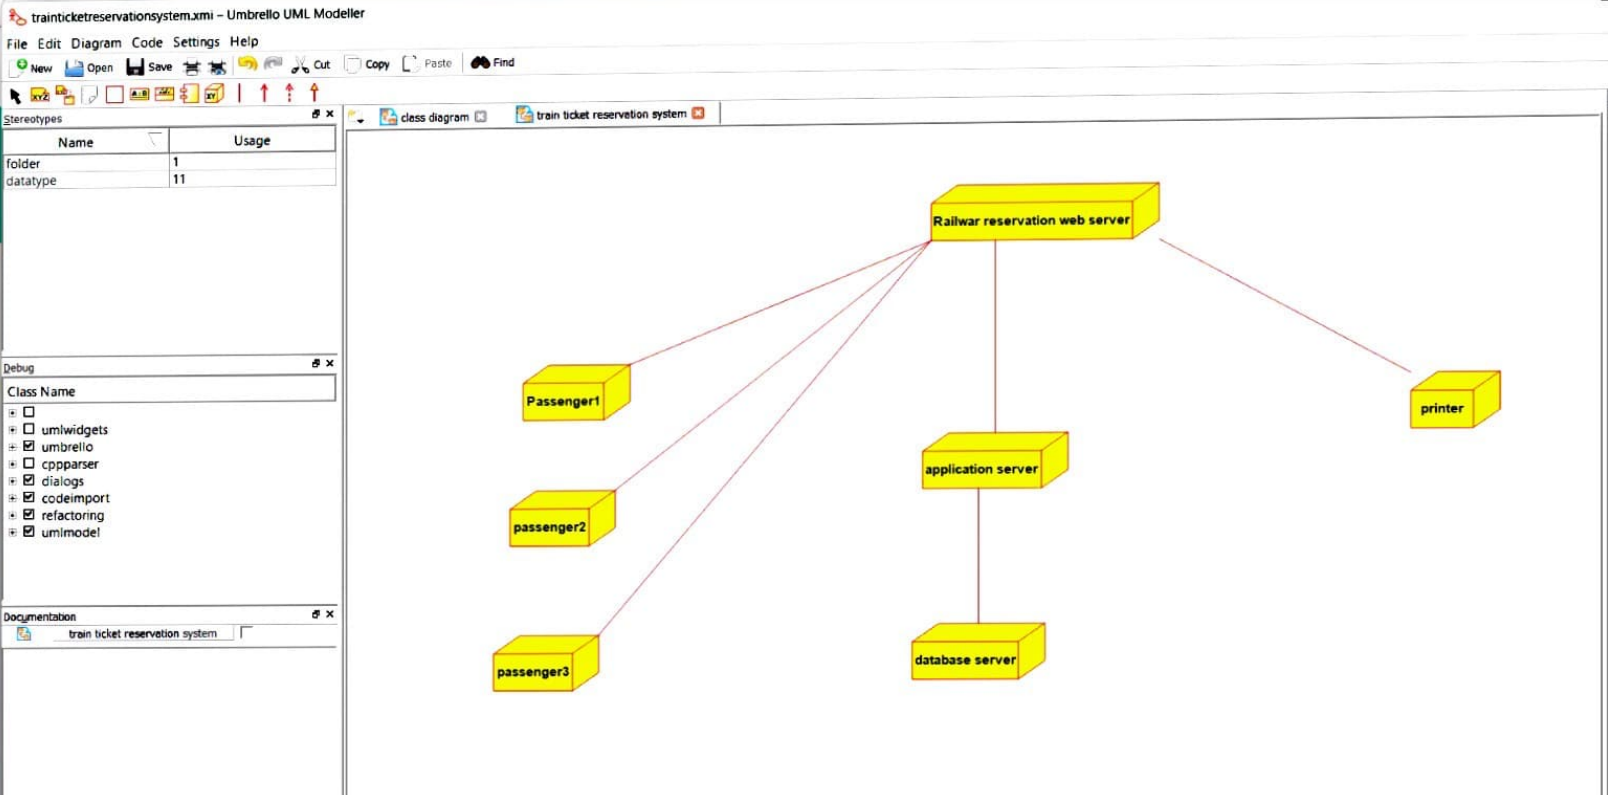 trainticketreservationsystem.xmi – Umbrello UML Modeller
File Edit Diagram Code Settings Help
New Open Save Cut Copy Paste Find
Stereotypes
class diagram train ticket reservation system
Name Usage
folder 1
datatype 11
Railwar reservation web server
Debug
Class Name
umlwidgets
umbrello
cppparser
dialogs
codeimport
refactoring
umlmodel
Passenger1
printer
application server
passenger2
Documentation
train ticket reservation system
passenger3
database server